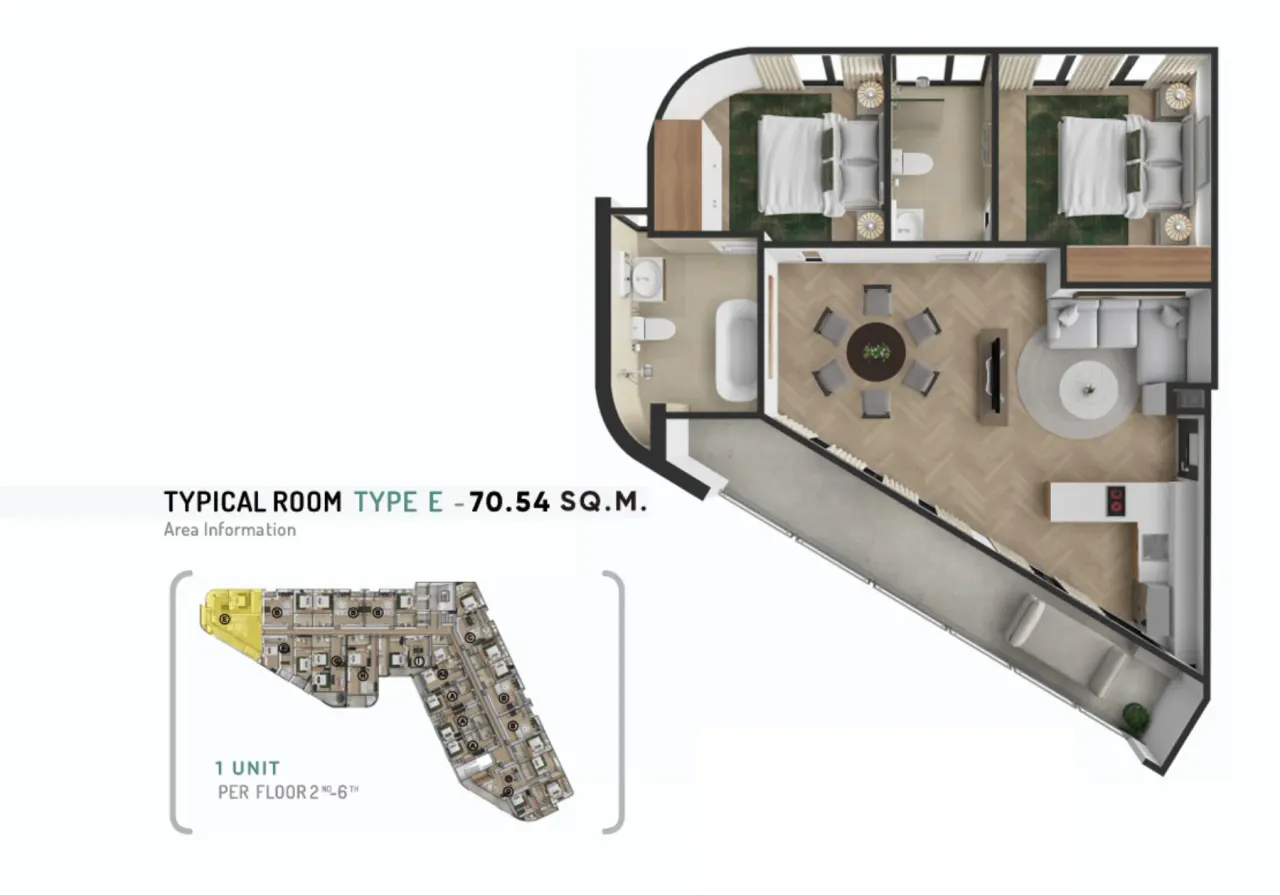 TYPICAL ROOM TYPE E - 70.54 SQ.M.
Area Information
E
B
B
B
C
D
G
H
I
M
A
A
A
B
B
1 UNIT
PER FLOOR 2ND-6TH